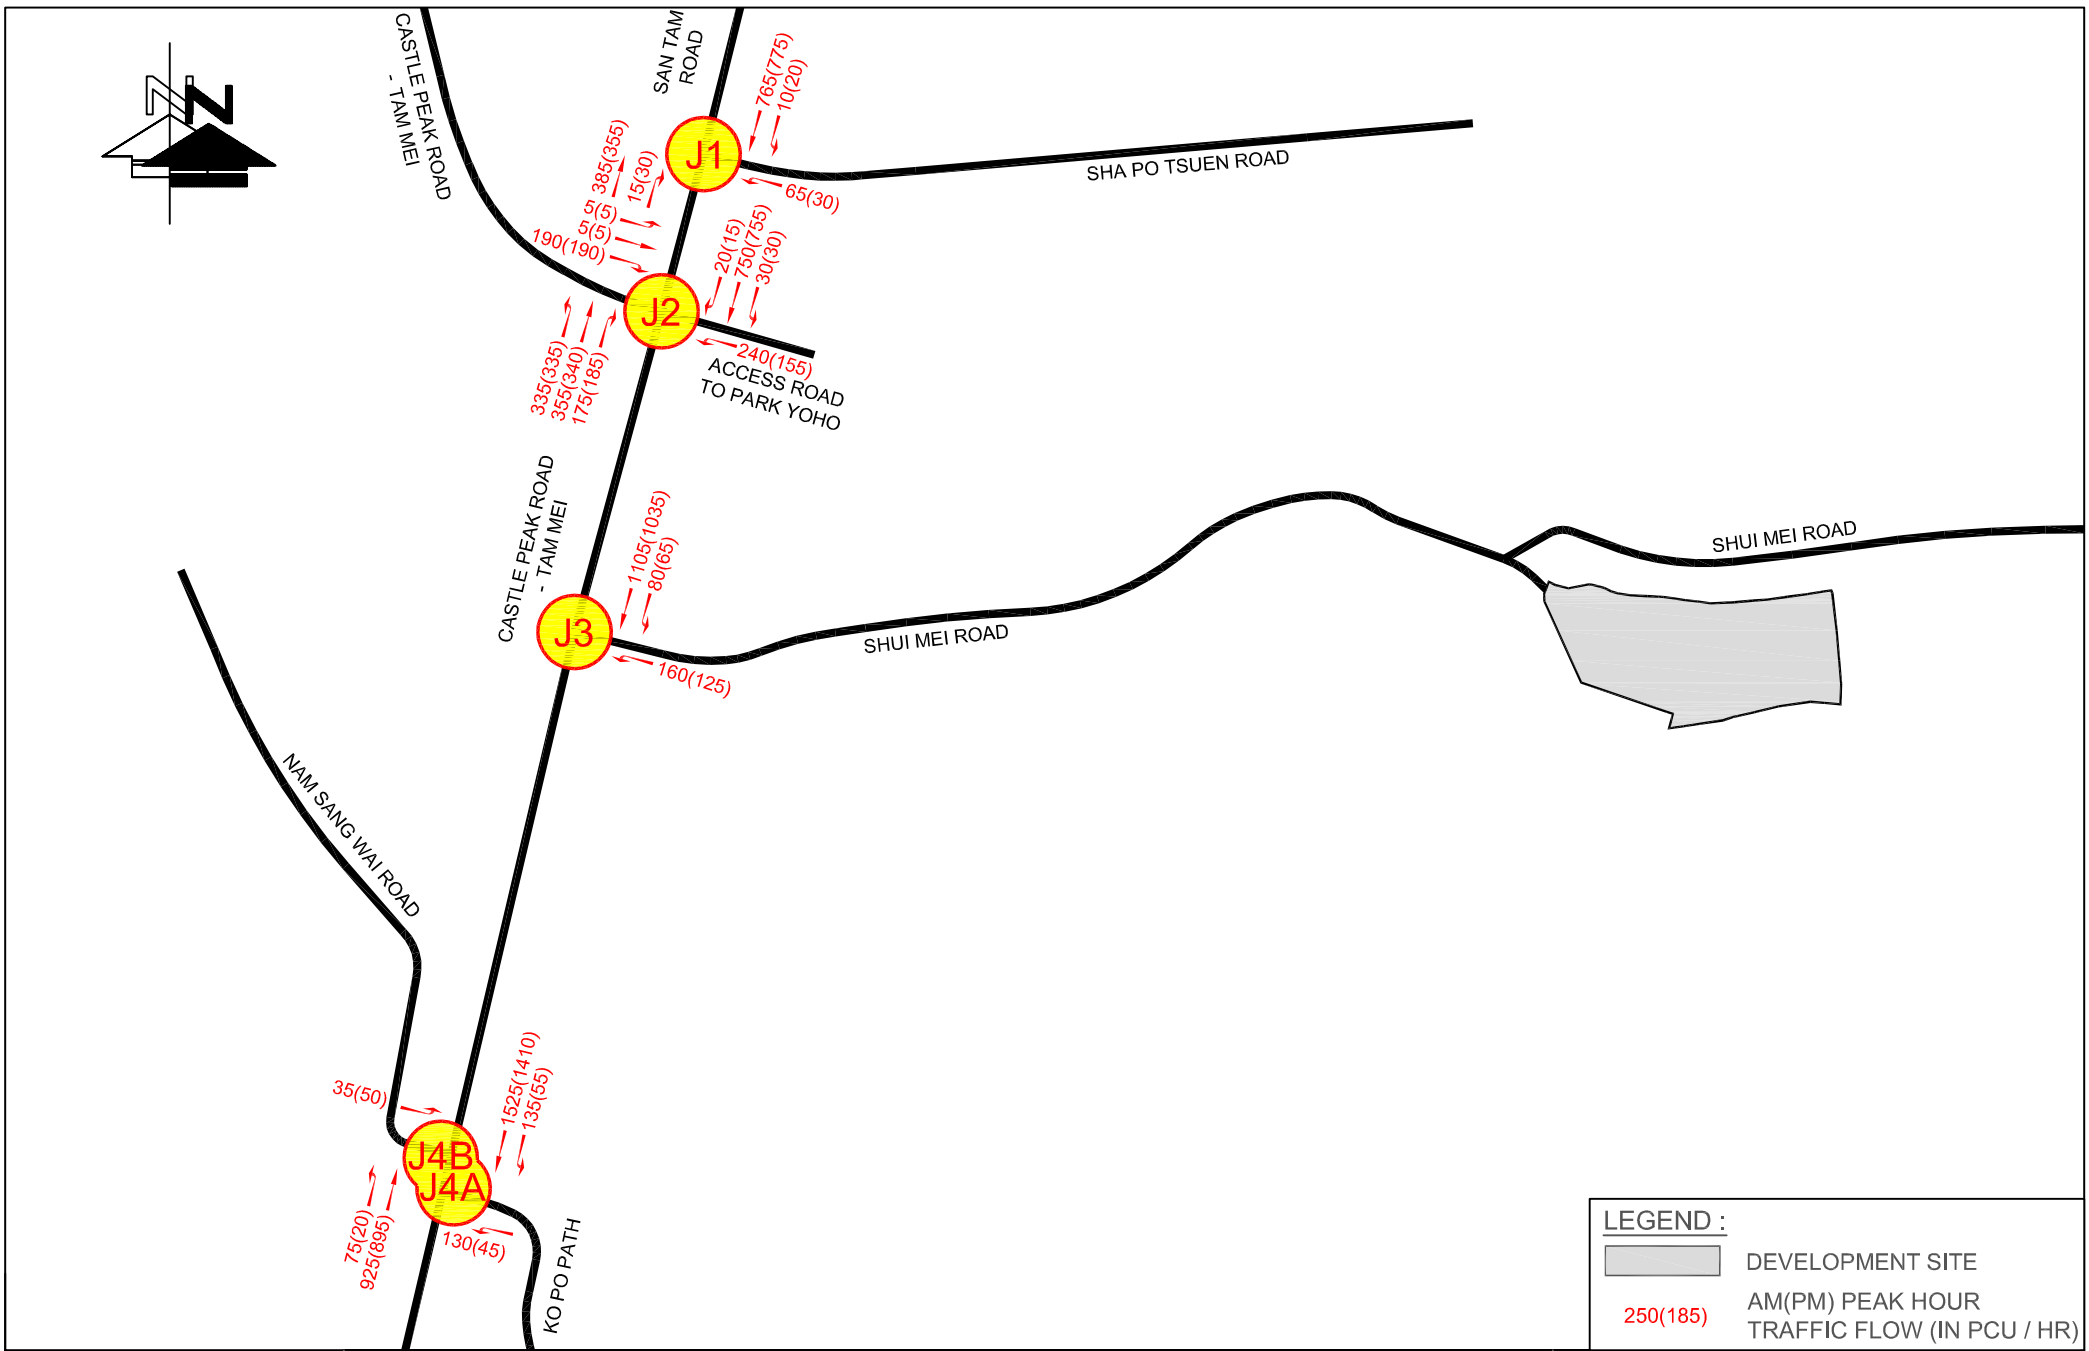 CASTLE PEAK ROAD
- TAM MEI
SAN TAM
ROAD
765(775)
10(20)
J1
SHA PO TSUEN ROAD
65(30)
385(355)
15(30)
5(5)
5(5)
190(190)
20(15)
750(755)
30(30)
J2
240(155)
ACCESS ROAD
TO PARK YOHO
335(335)
355(340)
175(185)
CASTLE PEAK ROAD
- TAM MEI
1105(1035)
80(65)
J3
160(125)
SHUI MEI ROAD
SHUI MEI ROAD
NAM SANG WAI ROAD
35(50)
1525(1410)
135(55)
J4B
J4A
75(20)
925(895)
130(45)
KO PO PATH
LEGEND :
DEVELOPMENT SITE
250(185)
AM(PM) PEAK HOUR
TRAFFIC FLOW (IN PCU / HR)
N